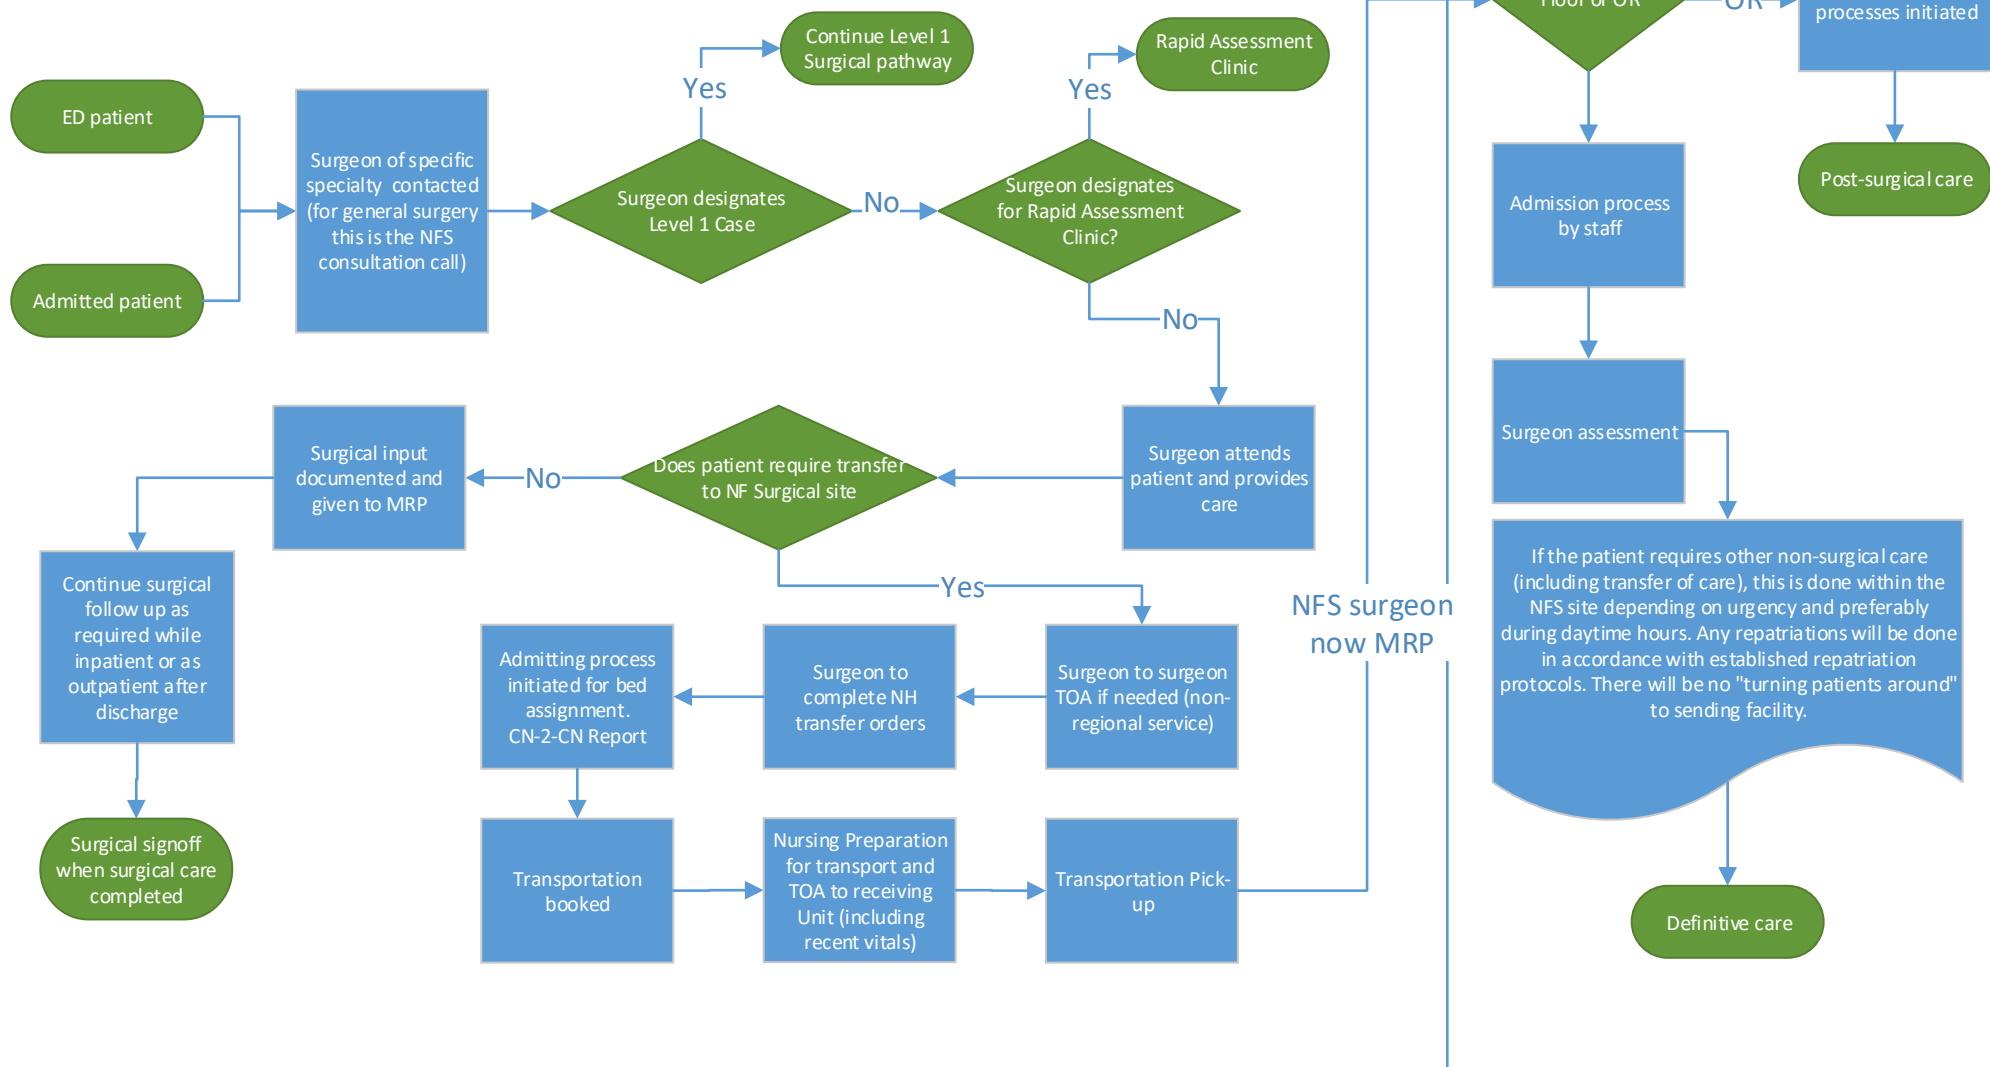 Continue Level 1
Surgical pathway
Rapid Assessment
Clinic
Floor or OR
OR
processes initiated
Yes
Yes
ED patient
Surgeon of specific
specialty contacted
(for general surgery
this is the NFS
consultation call)
Surgeon designates
Level 1 Case
No
Surgeon designates
for Rapid Assessment
Clinic?
Admitted patient
No
Admission process
by staff
Post-surgical care
Surgical input
documented and
given to MRP
No
Does patient require transfer
to NF Surgical site
Surgeon attends
patient and provides
care
Surgeon assessment
Continue surgical
follow up as
required while
inpatient or as
outpatient after
discharge
Yes
NFS surgeon
now MRP
Admitting process
initiated for bed
assignment.
CN-2-CN Report
Surgeon to
complete NH
transfer orders
Surgeon to surgeon
TOA if needed (non-
regional service)
If the patient requires other non-surgical care
(including transfer of care), this is done within the
NFS site depending on urgency and preferably
during daytime hours. Any repatriations will be done
in accordance with established repatriation
protocols. There will be no "turning patients around"
to sending facility.
Surgical signoff
when surgical care
completed
Transportation
booked
Nursing Preparation
for transport and
TOA to receiving
Unit (including
recent vitals)
Transportation Pick-
up
Definitive care